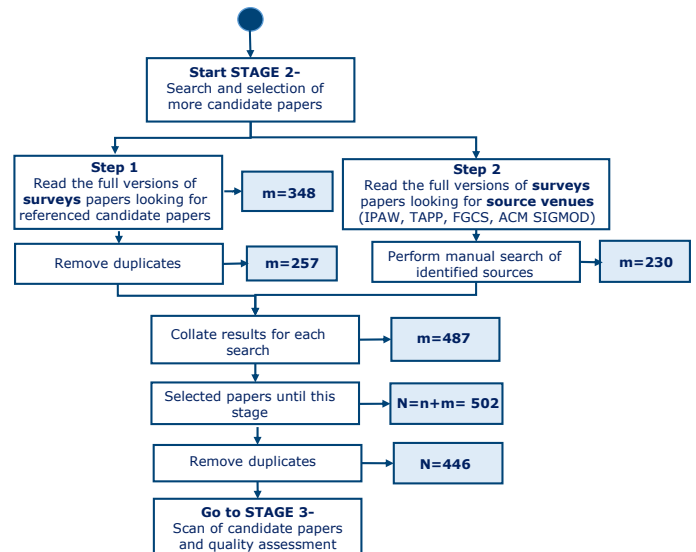 Start STAGE 2-
Search and selection of
more candidate papers
Step 1
Read the full versions of
surveys papers looking for
referenced candidate papers
m=348
Step 2
Read the full versions of surveys
papers looking for source venues
(IPAW, TAPP, FGCS, ACM SIGMOD)
Remove duplicates
m=257
Perform manual search of
identified sources
m=230
Collate results for each
search
m=487
Selected papers until this
stage
N=n+m= 502
Remove duplicates
N=446
Go to STAGE 3-
Scan of candidate papers
and quality assessment